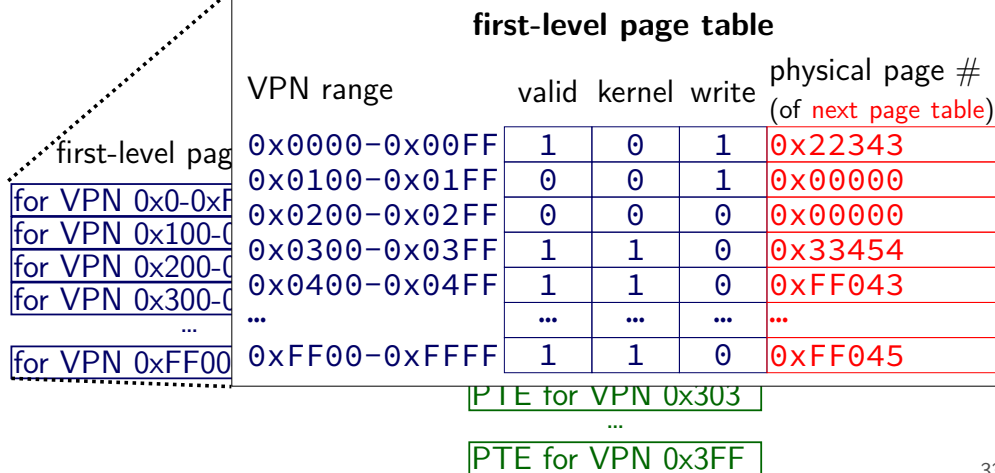 first-level page table
VPN range valid kernel write physical page #
(of next page table)
0x0000-0x00FF 1 0 1 0x22343
0x0100-0x01FF 0 0 1 0x00000
0x0200-0x02FF 0 0 0 0x00000
0x0300-0x03FF 1 1 0 0x33454
0x0400-0x04FF 1 1 0 0xFF043
… … … … …
0xFF00-0xFFFF 1 1 0 0xFF045
first-level pag
for VPN 0x0-0xF
for VPN 0x100-0
for VPN 0x200-0
for VPN 0x300-0
…
for VPN 0xFF00
PTE for VPN 0x303
…
PTE for VPN 0x3FF